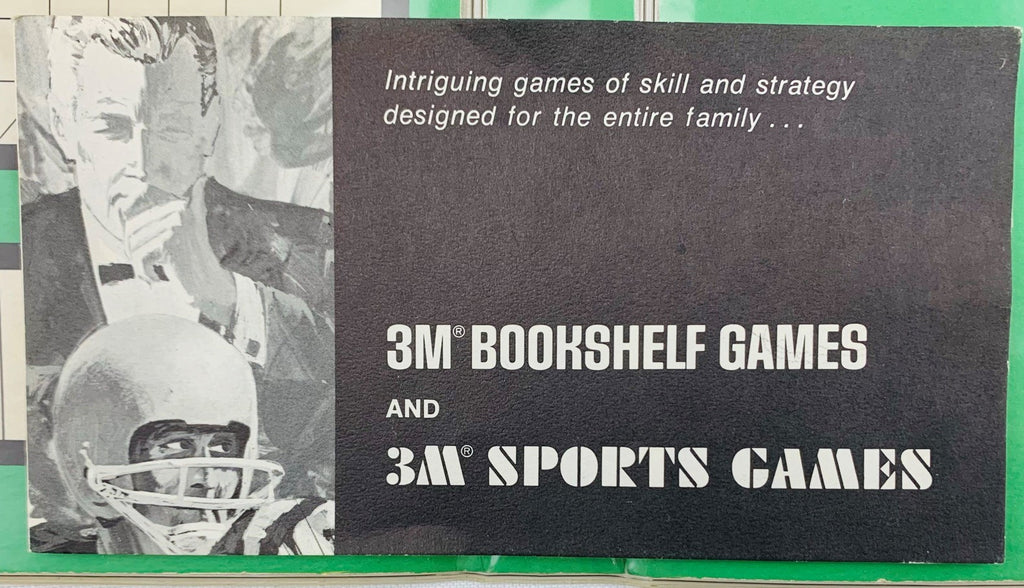 Intriguing games of skill and strategy
designed for the entire family . . .
3M® BOOKSHELF GAMES
AND
3M® SPORTS GAMES